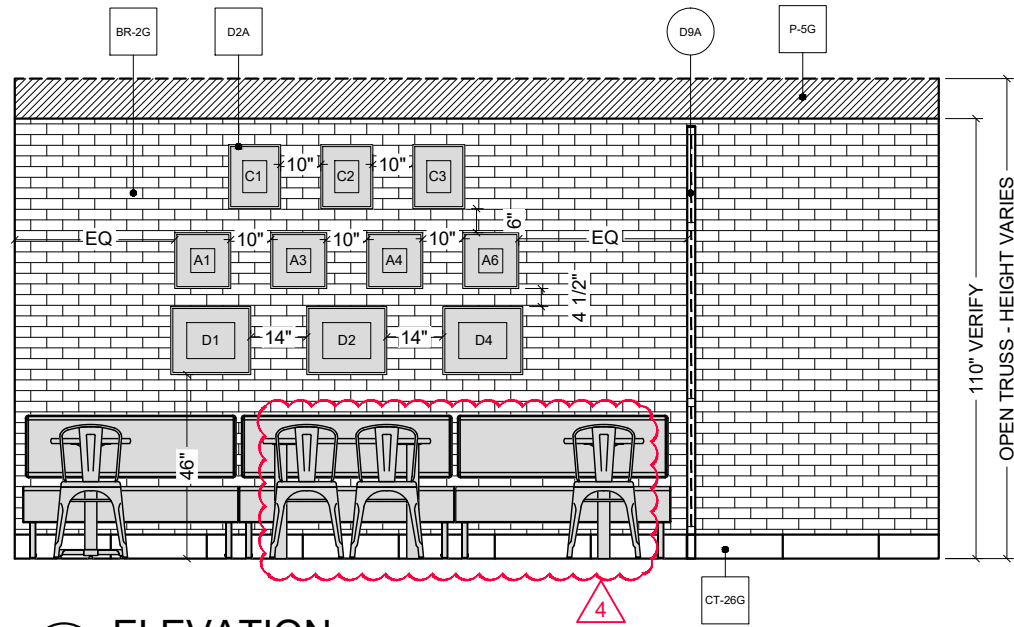 BR-2G
D2A
D9A
P-5G
C1
10"
C2
10"
C3
6"
EQ
A1
10"
A3
10"
A4
10"
A6
EQ
4 1/2"
D1
14"
D2
14"
D4
46"
110" VERIFY
OPEN TRUSS - HEIGHT VARIES
4
CT-26G
ELEVATION